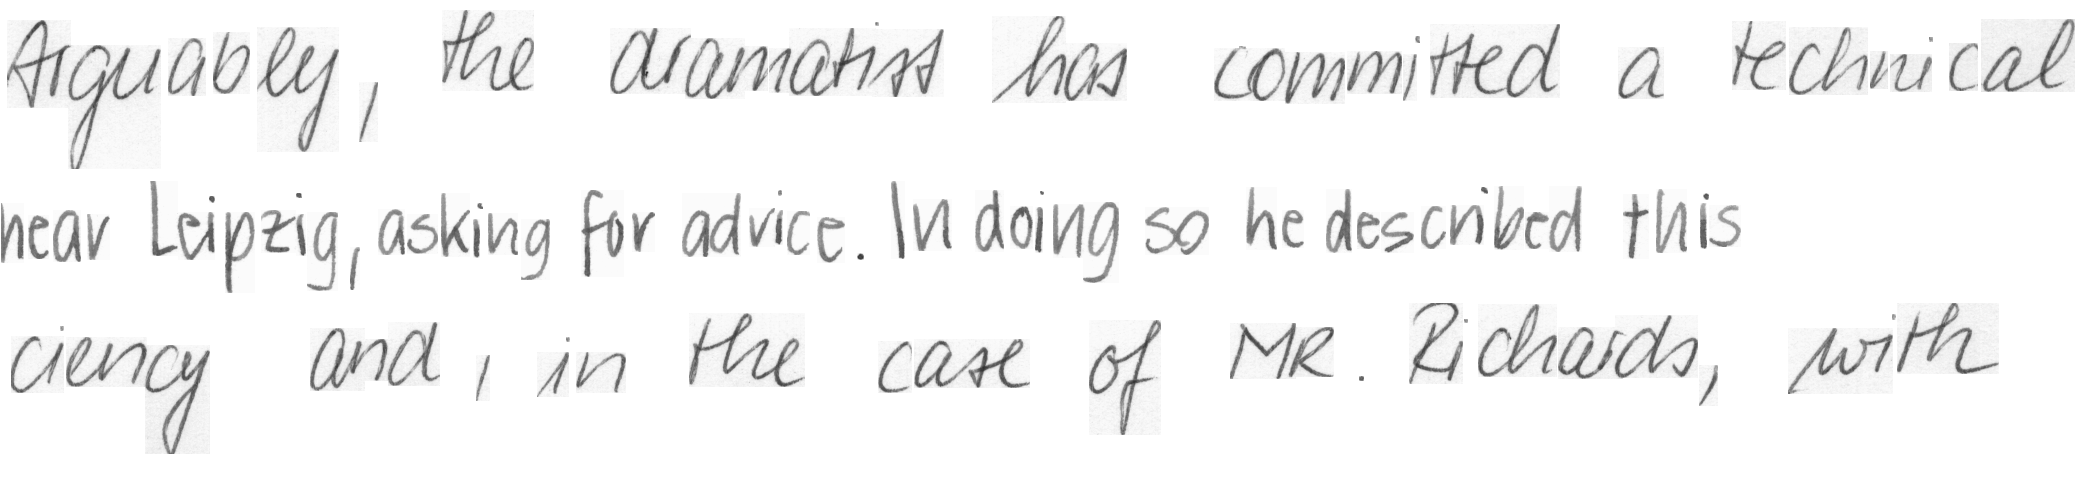 Arguably, the dramatist has committed a technical
near Leipzig, asking for advice. In doing so he described this
ciency and, in the case of MR. Richards, with